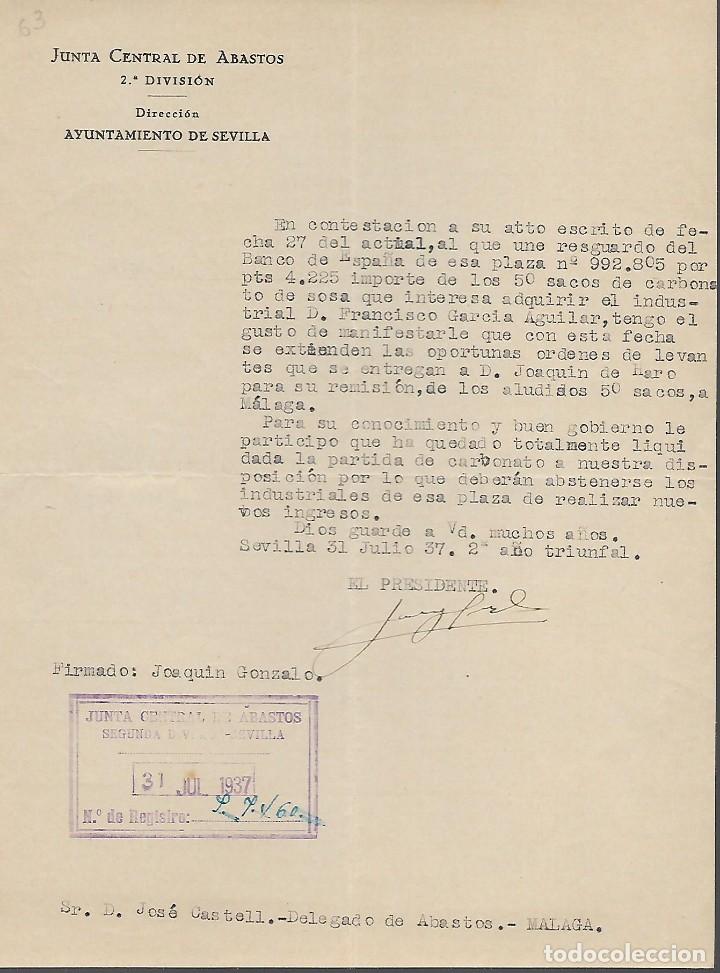 63
JUNTA CENTRAL DE ABASTOS
2.ª DIVISIÓN
Dirección
AYUNTAMIENTO DE SEVILLA
En contestacion a su atto escrito de fe-
cha 27 del actual,al que une resguardo del
Banco de España de esa plaza nº 992.805 por
pts 4.225 importe de los 50 sacos de carbona
to de sosa que interesa adquirir el indus-
trial D. Francisco Garcia Aguilar,tengo el
gusto de manifestarle que con esta fecha
se extienden las oportunas ordenes de levan
tes que se entregan a D. Joaquin de Haro
para su remisión,de los aludidos 50 sacos,a
Málaga.
Para su conocimiento y buen gobierno le
participo que ha quedado totalmente liqui
dada la partida de carbonato a nuestra dis-
posición por lo que deberán abstenerse los
industriales de esa plaza de realizar nue-
vos ingresos.
Dios guarde a Vd. muchos años.
Sevilla 31 Julio 37. 2º año triunfal.
EL PRESIDENTE.
Firmado: Joaquin Gonzalo.
JUNTA CENTRAL DE ABASTOS
SEGUNDA DIVISIÓN-SEVILLA
31 JUL 1937
N.º de Registro:
Sr. D. José Castell.-Delegado de Abastos.- MALAGA.
todocoleccion